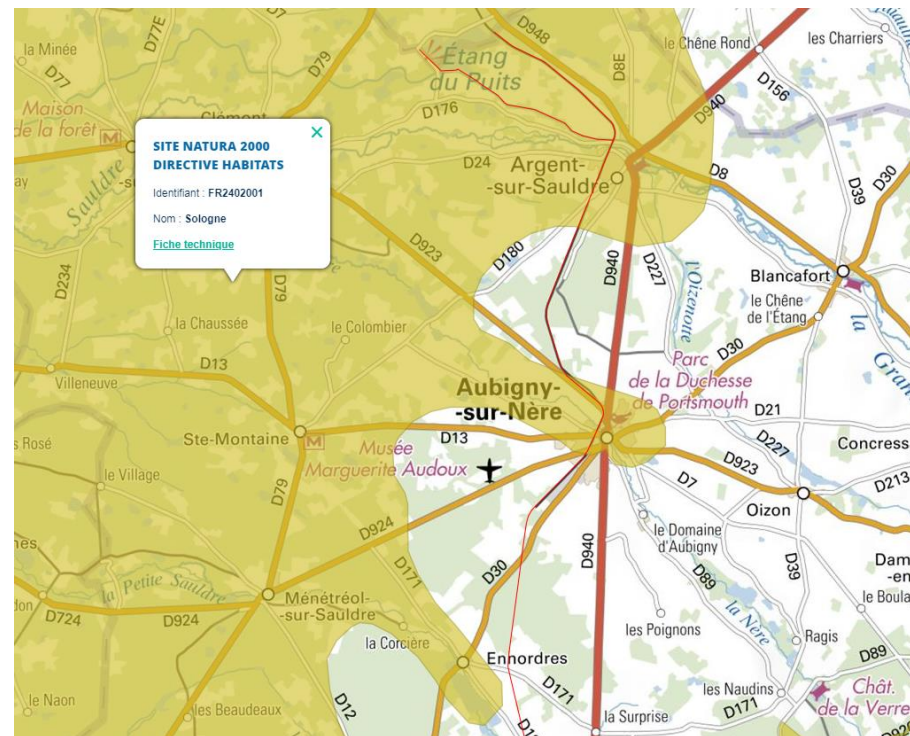 la Minée
D77E
D7
D948
D79
D77
Étang
du Puits
D8E
le Chêne Rond
les Charriers
D156
D940
Maison
de la forêt
M
Clémont
D176
SITE NATURA 2000
DIRECTIVE HABITATS
Identifiant : FR2402001
Nom : Sologne
Fiche technique
Sauldre
D24
Argent-
-sur-Sauldre
D8
D39
D30
D923
D180
D940
D227
l'Oizenotte
Blancafort
le Chêne
de l'Étang
la
D234
D79
la Chaussée
le Colombier
D30
D13
Villeneuve
Aubigny-
-sur-Nère
Parc
de la Duchesse
de Portsmouth
D21
Ste-Montaine
M
Musée
Marguerite Audoux
D13
D227
Concress
s Rosé
le Village
D79
D923
D7
D213
Oizon
D924
le Domaine
d'Aubigny
nes
la Petite Sauldre
D171
D30
D940
D89
D39
Dam
-en
le Boula
don
D724
D924
Ménétréol-
-sur-Sauldre
la Nère
les Poignons
Ragis
la Corcière
Ennordres
D89
le Naon
les Beaudeaux
D12
D171
les Naudins
D171
Chât.
de la Verre
la Surprise